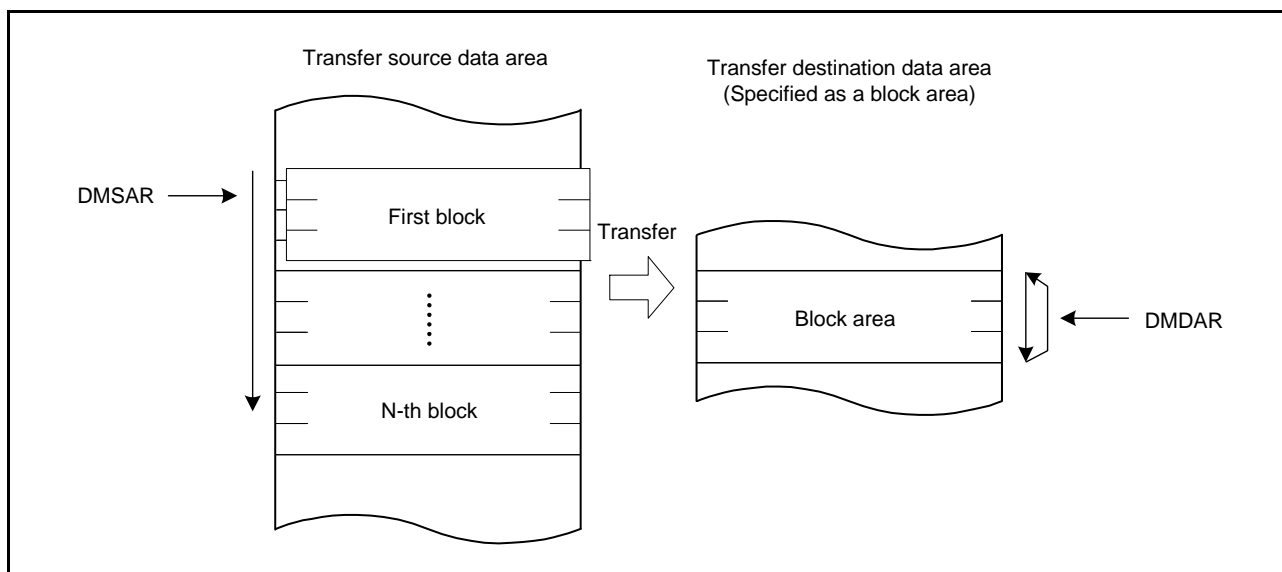 Transfer source data area
Transfer destination data area
(Specified as a block area)
DMSAR
First block
Transfer
Block area
DMDAR
N-th block